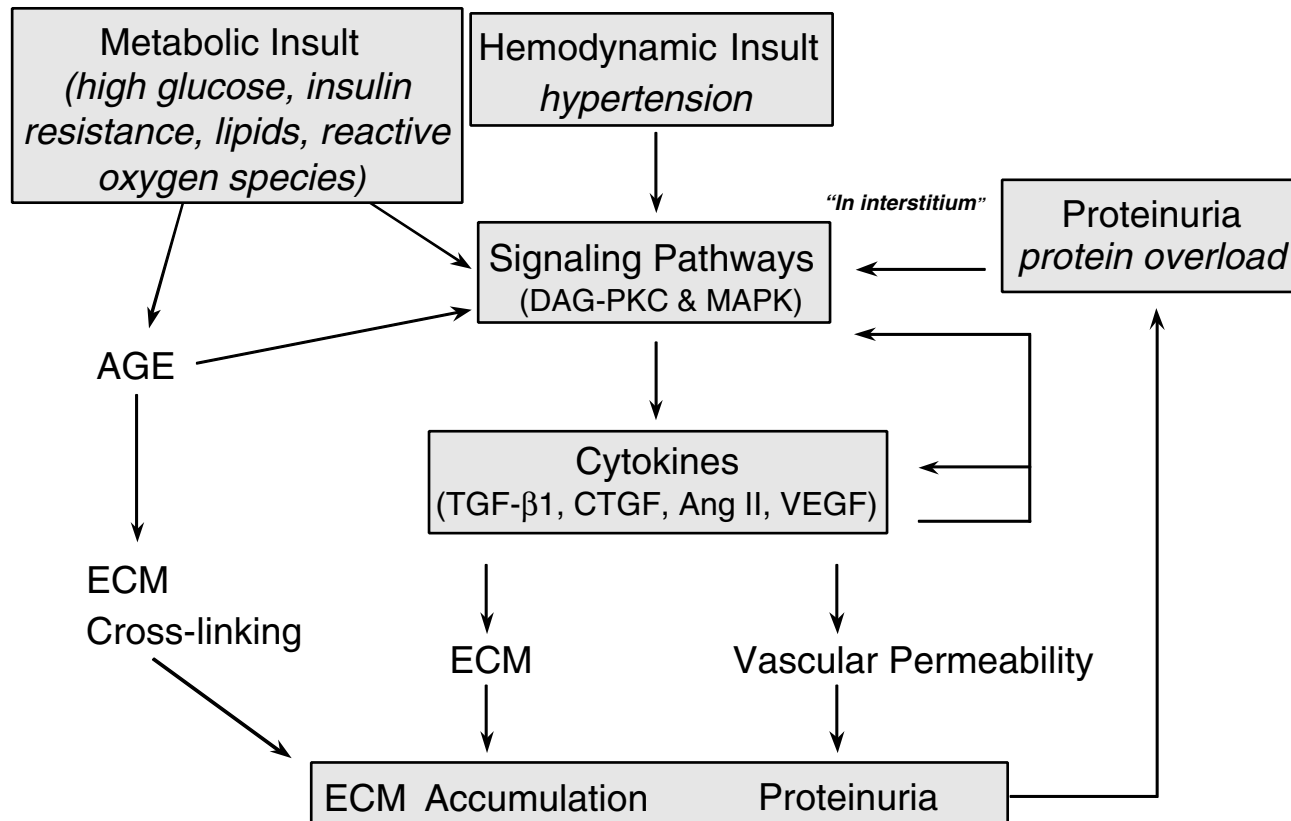 Metabolic Insult
(high glucose, insulin
resistance, lipids, reactive
oxygen species)
Hemodynamic Insult
hypertension
“In interstitium”
Proteinuria
protein overload
Signaling Pathways
(DAG-PKC & MAPK)
AGE
Cytokines
(TGF-β1, CTGF, Ang II, VEGF)
ECM
Cross-linking
ECM
Vascular Permeability
ECM Accumulation
Proteinuria